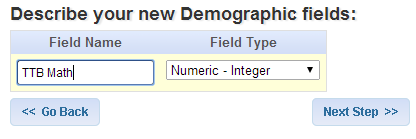 Describe your new Demographic fields:
Field Name Field Type
TTB Math Numeric - Integer
<< Go Back Next Step >>